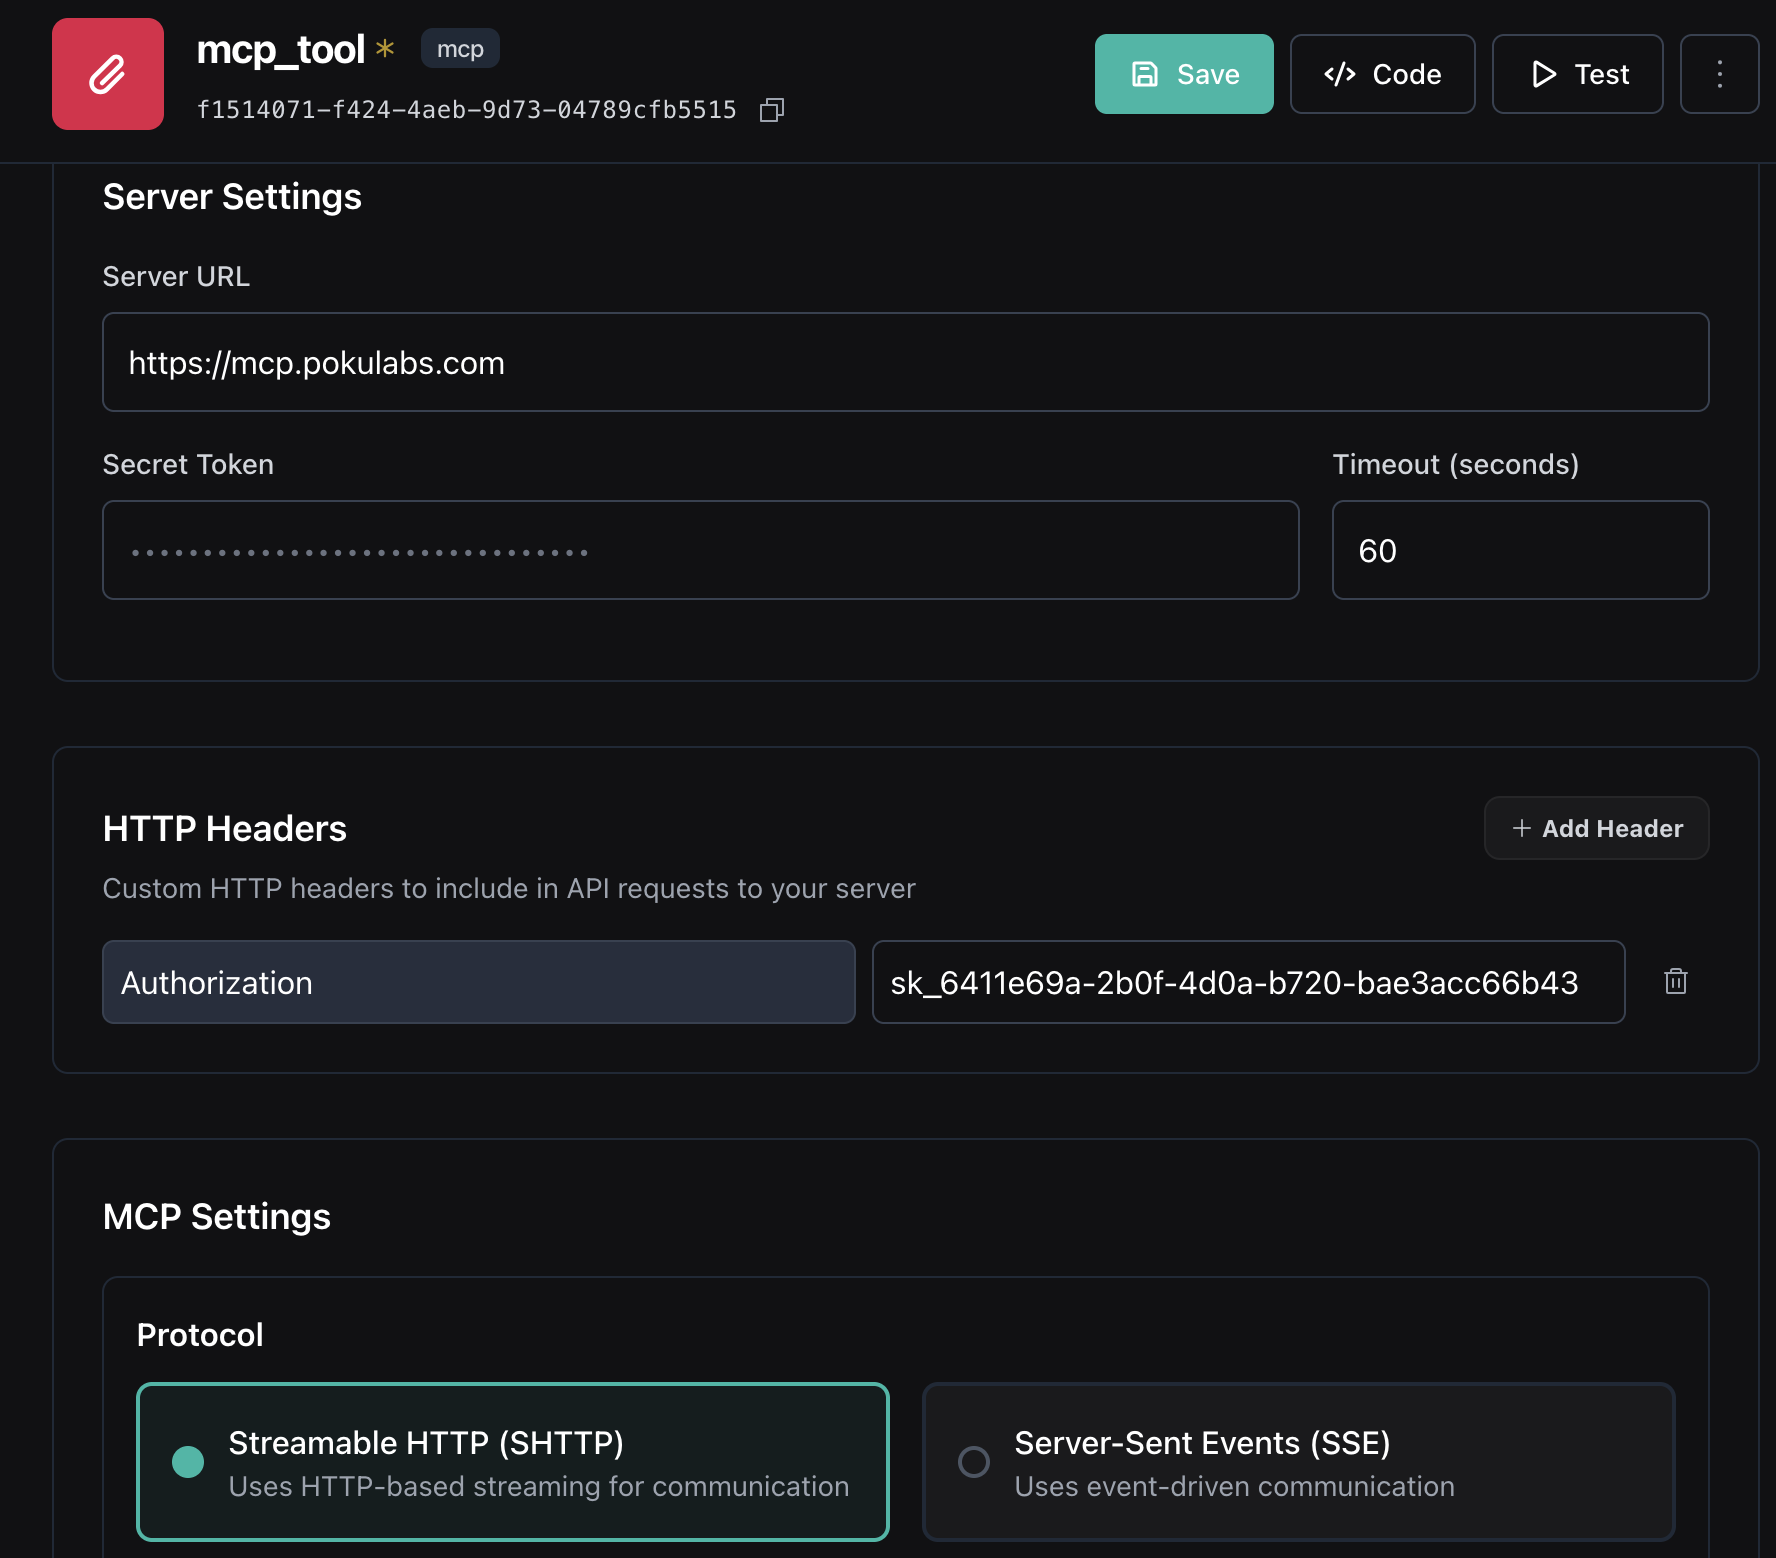 mcp_tool * mcp
f1514071-f424-4aeb-9d73-04789cfb5515
Save
Code
Test
Server Settings
Server URL
https://mcp.pokulabs.com
Secret Token
Timeout (seconds)
••••••••••••••••••••••••••••••••
60
HTTP Headers
+ Add Header
Custom HTTP headers to include in API requests to your server
Authorization
sk_6411e69a-2b0f-4d0a-b720-bae3acc66b43
MCP Settings
Protocol
Streamable HTTP (SHTTP)
Uses HTTP-based streaming for communication
Server-Sent Events (SSE)
Uses event-driven communication